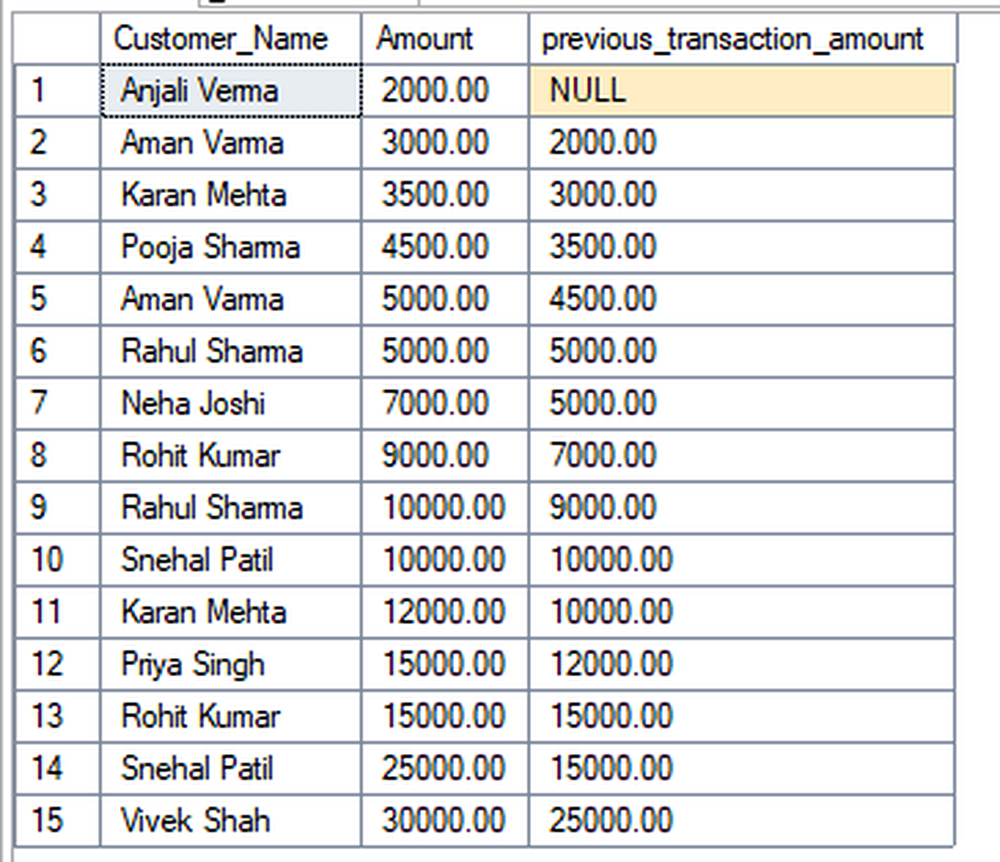 Customer_Name Amount previous_transaction_amount
1 Anjali Verma 2000.00 NULL
2 Aman Varma 3000.00 2000.00
3 Karan Mehta 3500.00 3000.00
4 Pooja Sharma 4500.00 3500.00
5 Aman Varma 5000.00 4500.00
6 Rahul Sharma 5000.00 5000.00
7 Neha Joshi 7000.00 5000.00
8 Rohit Kumar 9000.00 7000.00
9 Rahul Sharma 10000.00 9000.00
10 Snehal Patil 10000.00 10000.00
11 Karan Mehta 12000.00 10000.00
12 Priya Singh 15000.00 12000.00
13 Rohit Kumar 15000.00 15000.00
14 Snehal Patil 25000.00 15000.00
15 Vivek Shah 30000.00 25000.00